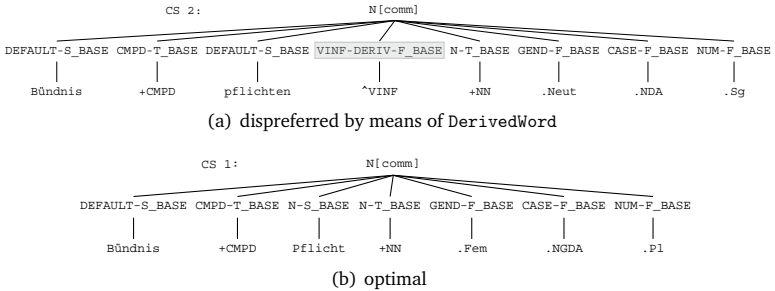 CS 2: N[comm]
DEFAULT-S_BASE CMPD-T_BASE DEFAULT-S_BASE VINF-DERIV-F_BASE N-T_BASE GEND-F_BASE CASE-F_BASE NUM-F_BASE
Bündnis +CMPD pflichten ^VINF +NN .Neut .NDA .Sg
(a) dispreferred by means of DerivedWord
CS 1: N[comm]
DEFAULT-S_BASE CMPD-T_BASE N-S_BASE N-T_BASE GEND-F_BASE CASE-F_BASE NUM-F_BASE
Bündnis +CMPD Pflicht +NN .Fem .NGDA .Pl
(b) optimal